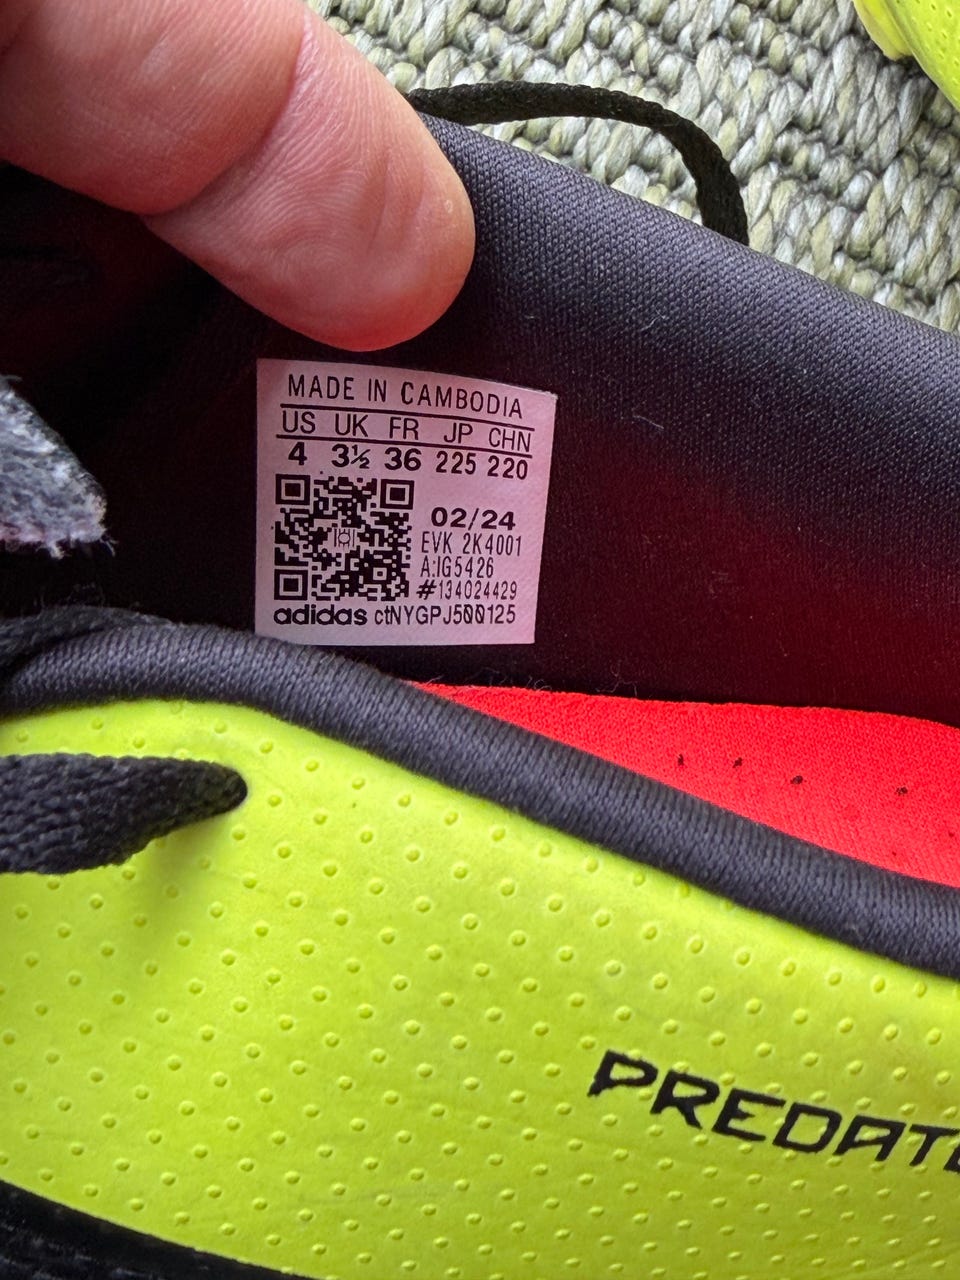 MADE IN CAMBODIA
US UK FR JP CHN
4 3½ 36 225 220
02/24
EVK 2K4001
A:IG5426
#134024429
adidas ctNYGPJ500125